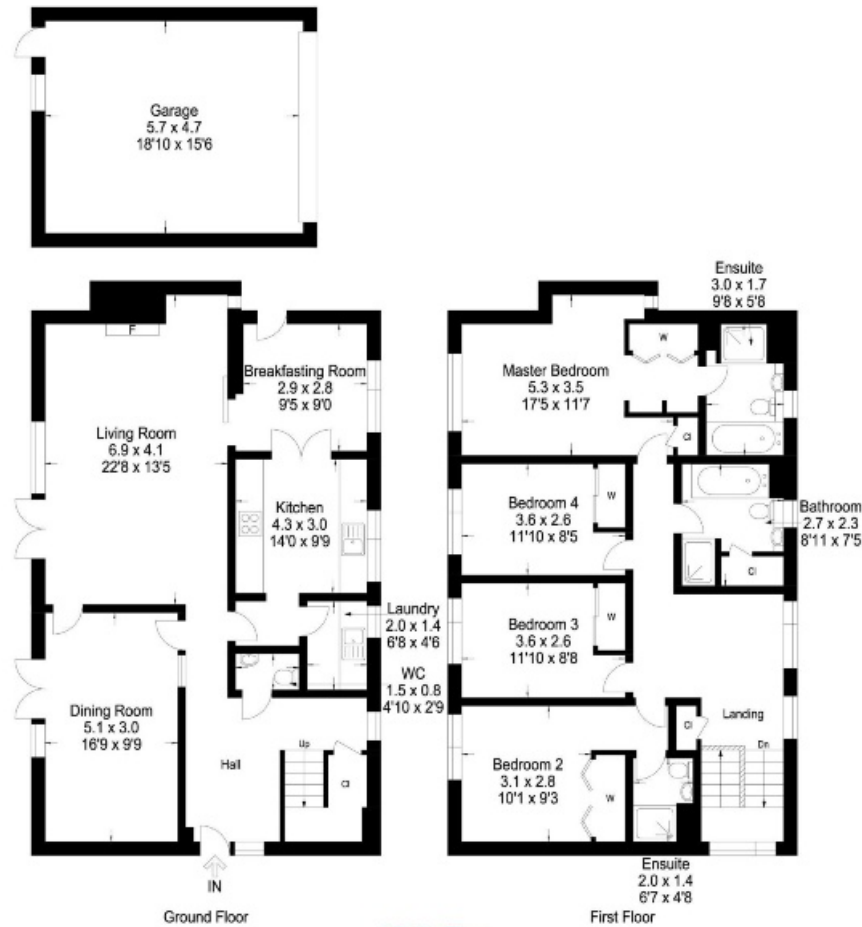 Garage
5.7 x 4.7
18'10 x 15'6
F
Living Room
6.9 x 4.1
22'8 x 13'5
Breakfasting Room
2.9 x 2.8
9'5 x 9'0
Kitchen
4.3 x 3.0
14'0 x 9'9
Laundry
2.0 x 1.4
6'8 x 4'6
WC
1.5 x 0.8
4'10 x 2'9
Dining Room
5.1 x 3.0
16'9 x 9'9
Hall
Up
Cl
IN
Ground Floor
Ensuite
3.0 x 1.7
9'8 x 5'8
W
Master Bedroom
5.3 x 3.5
17'5 x 11'7
Cl
Bedroom 4
3.6 x 2.6
11'10 x 8'5
W
Bathroom
2.7 x 2.3
8'11 x 7'5
Cl
Bedroom 3
3.6 x 2.6
11'10 x 8'8
W
Landing
Cl
Dn
Bedroom 2
3.1 x 2.8
10'1 x 9'3
W
Ensuite
2.0 x 1.4
6'7 x 4'8
First Floor